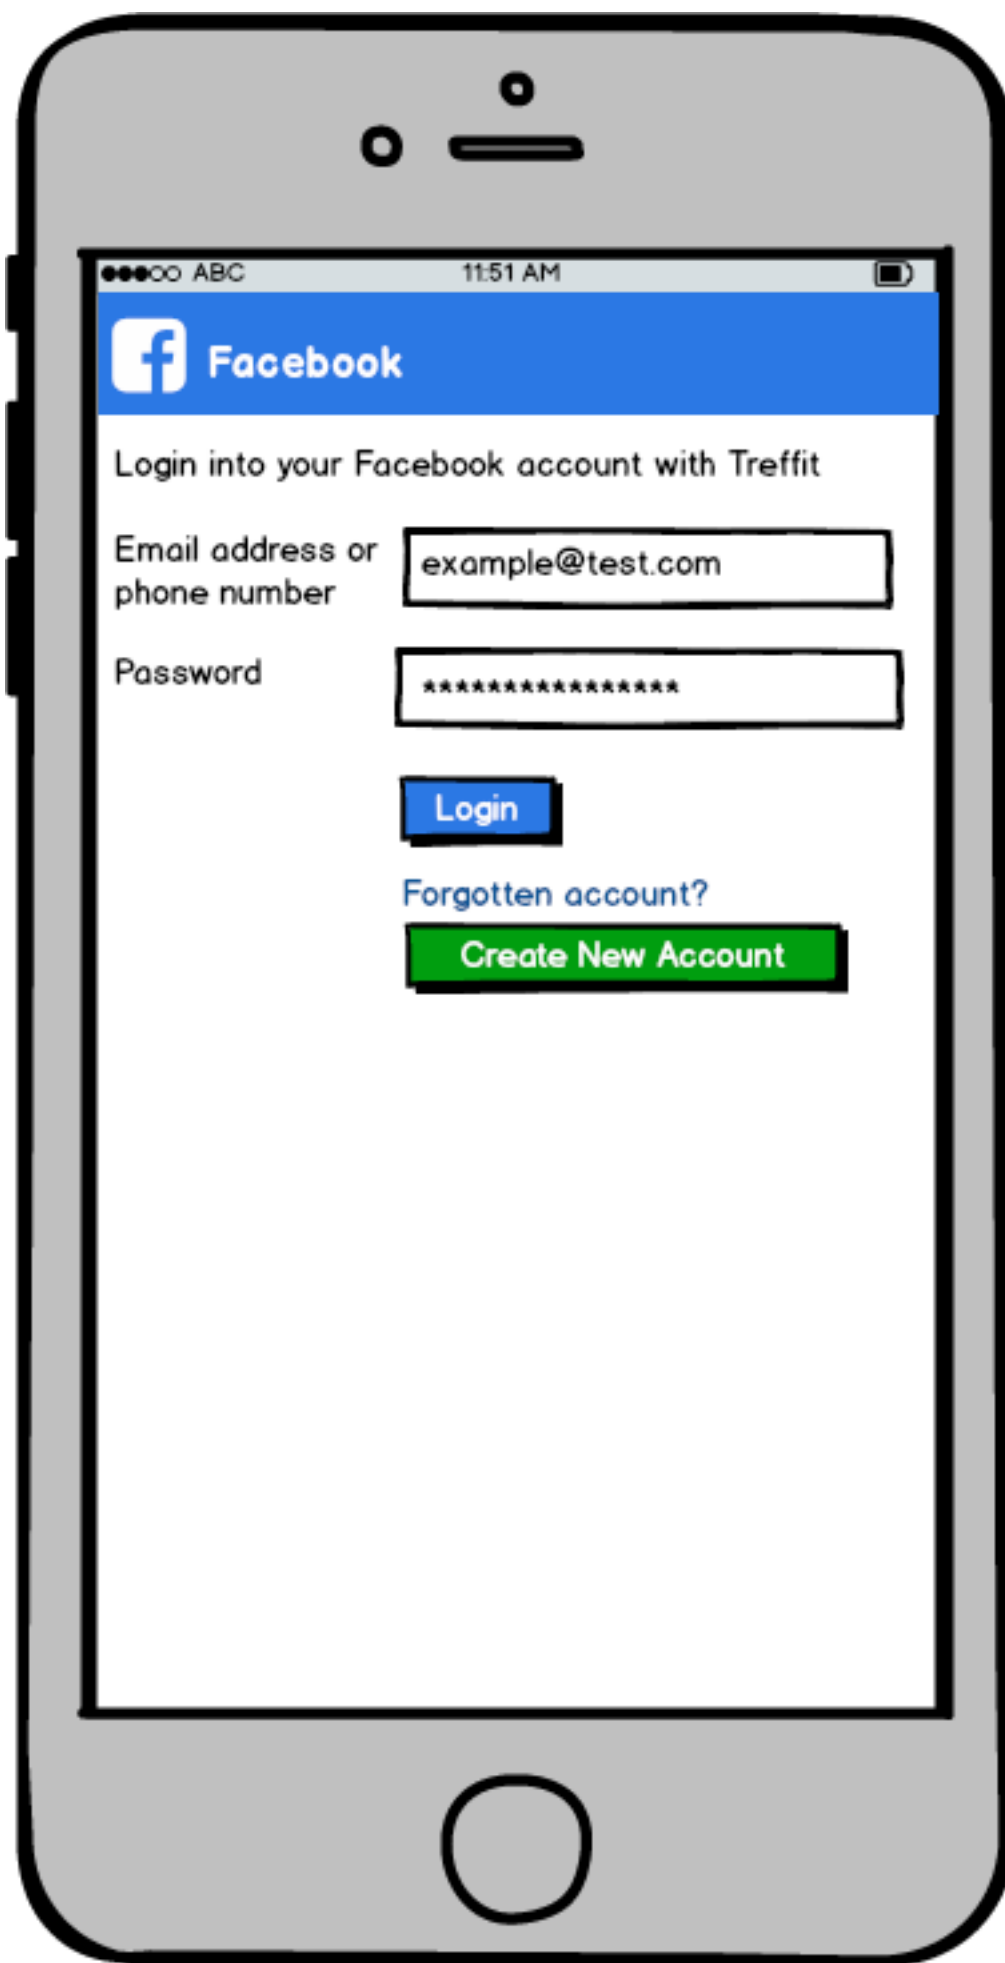 ABC 11:51 AM
Facebook
Login into your Facebook account with Treffit
Email address or
phone number
example@test.com
Password
****************
Login
Forgotten account?
Create New Account